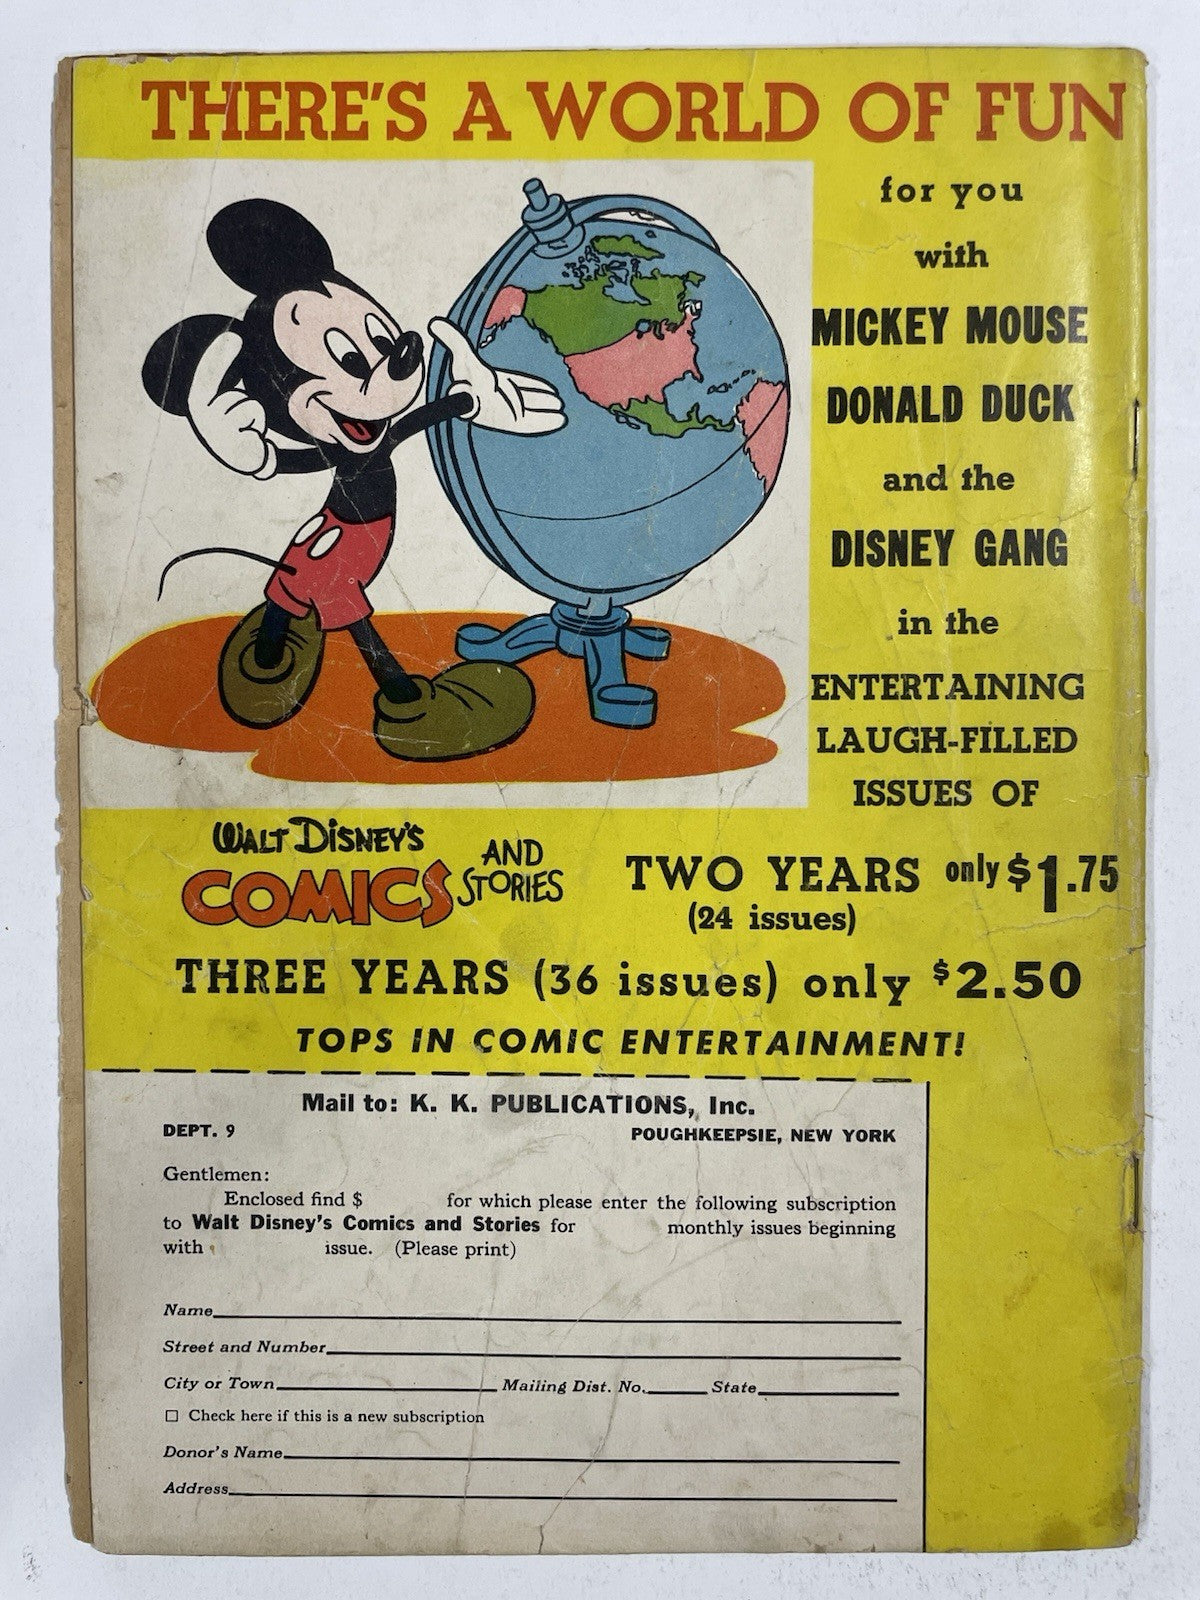 THERE'S A WORLD OF FUN
for you
with
MICKEY MOUSE
DONALD DUCK
and the
DISNEY GANG
in the
ENTERTAINING
LAUGH-FILLED
ISSUES OF
WALT DISNEY'S
COMICS AND STORIES
TWO YEARS only $1.75
(24 issues)
THREE YEARS (36 issues) only $2.50
TOPS IN COMIC ENTERTAINMENT!
Mail to: K. K. PUBLICATIONS, Inc.
DEPT. 9 POUGHKEEPSIE, NEW YORK
Gentlemen:
Enclosed find $ for which please enter the following subscription
to Walt Disney's Comics and Stories for monthly issues beginning
with issue. (Please print)
Name
Street and Number
City or Town Mailing Dist. No. State
☐ Check here if this is a new subscription
Donor's Name
Address